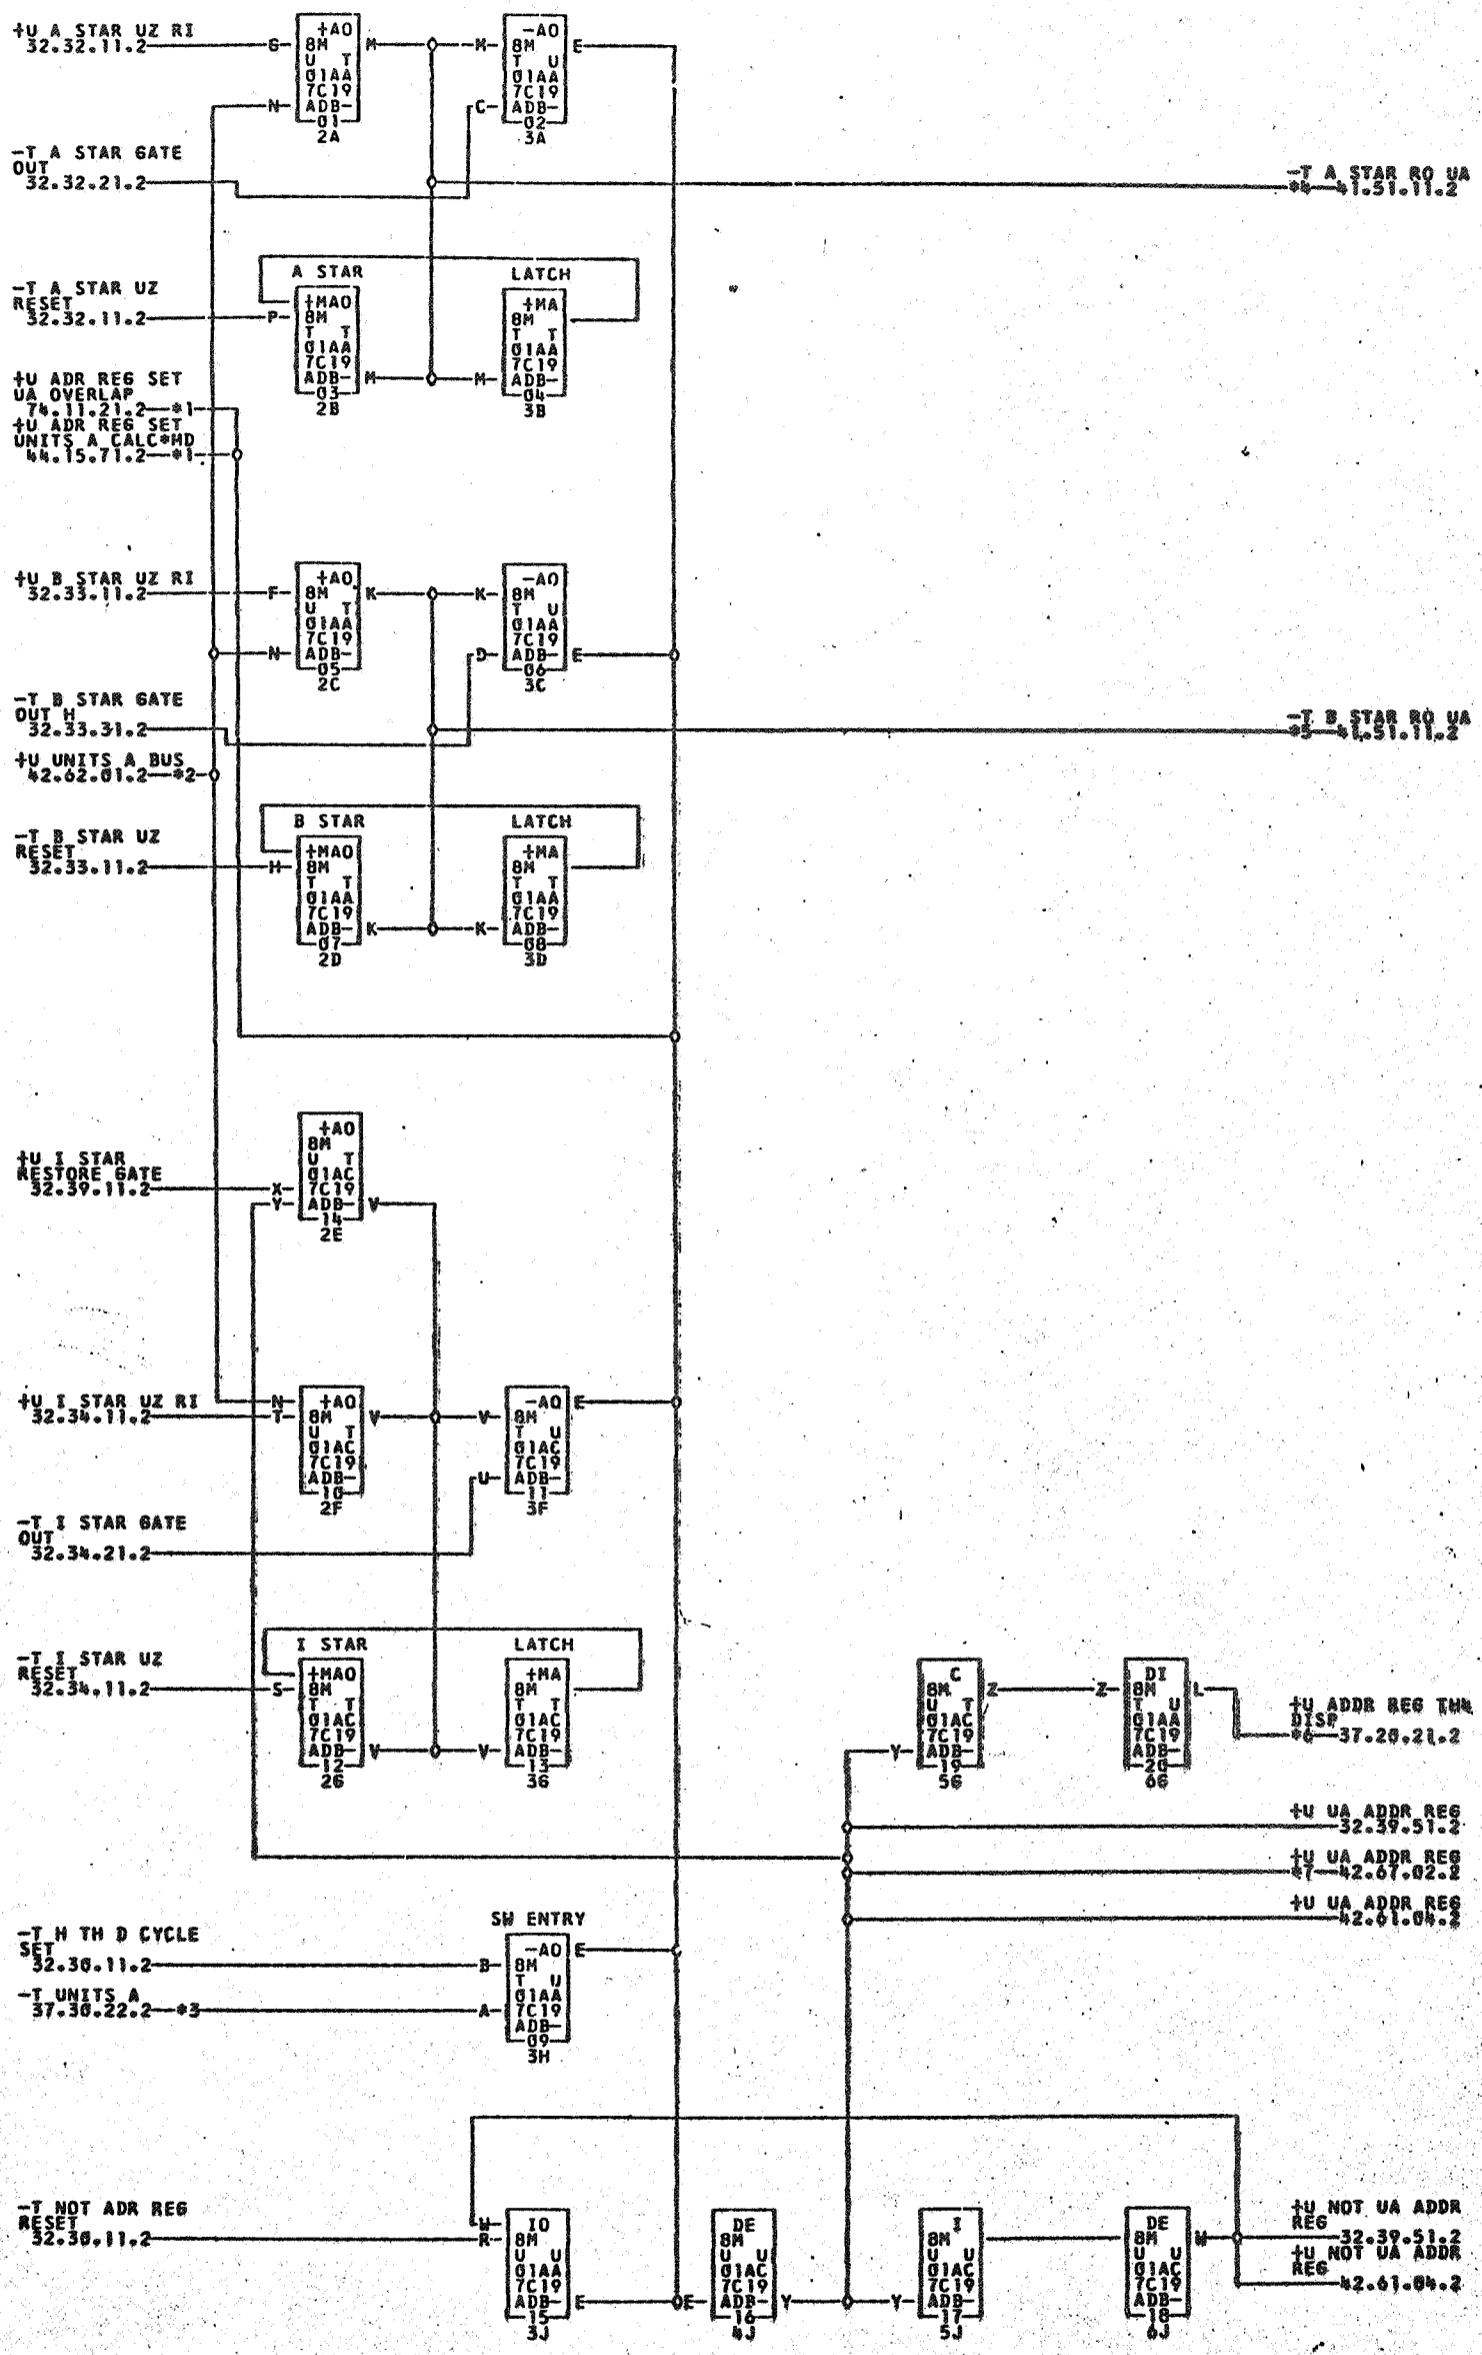 +U A STAR UZ RI
32.32.11.2 G
N
+AO
8M M
U T
01AA
7C19
ADB-
01
2A
M
C
-AO
8M E
T U
01AA
7C19
ADB-
02
3A
-T A STAR GATE
OUT
32.32.21.2
-T A STAR RO UA
*4 41.51.11.2
-T A STAR UZ
RESET
32.32.11.2 P
A STAR
+MAO
8M
T T
01AA
7C19
ADB- M
03
2B
LATCH
+MA
8M
T T
01AA
7C19
M ADB-
04
3B
+U ADR REG SET
UA OVERLAP
74.11.21.2 *1
+U ADR REG SET
UNITS A CALC*MD
44.15.71.2 *1
+U B STAR UZ RI
32.33.11.2 F
N
+AO
8M K
U T
01AA
7C19
ADB-
05
2C
K
D
-AO
8M
T U
01AA
7C19
ADB- E
06
3C
-T B STAR GATE
OUT H
32.33.31.2
-T B STAR RO UA
*5 41.51.11.2
+U UNITS A BUS
42.62.01.2 *2
-T B STAR UZ
RESET
32.33.11.2 H
B STAR
+MAO
8M
T T
01AA
7C19
ADB- K
07
2D
LATCH
+MA
8M
T T
01AA
7C19
K ADB-
08
3D
+U I STAR
RESTORE GATE
32.39.11.2 X
Y
+AO
8M
U T
01AC
7C19
ADB- V
14
2E
+U I STAR UZ RI
32.34.11.2
N
T
+AO
8M V
U T
01AC
7C19
ADB-
10
2F
V
U
-AO E
8M
T U
01AC
7C19
ADB-
11
3F
-T I STAR GATE
OUT
32.34.21.2
-T I STAR UZ
RESET
32.34.11.2 S
I STAR
+MAO
8M
T T
01AC
7C19
ADB- V
12
2G
LATCH
+MA
8M
T T
01AC
7C19
V ADB-
13
3G
C
8M Z
U T
01AC
7C19
Y ADB-
19
5G
DI
Z 8M L
T U
01AA
7C19
ADB-
20
6G
+U ADDR REG TH4
DISP
*6 37.20.21.2
+U UA ADDR REG
32.39.51.2
+U UA ADDR REG
*7 42.67.02.2
+U UA ADDR REG
42.61.04.2
-T H TH D CYCLE
SET
32.30.11.2 B
-T UNITS A
37.30.22.2 *3 A
SW ENTRY
-AO E
8M
T U
01AA
7C19
ADB-
09
3H
-T NOT ADR REG
RESET
32.30.11.2
W
R
IO
8M
U U
01AA
7C19
ADB- E
15
3J
DE
8M
U U
01AC
7C19
E ADB- Y
16
4J
I
8M
U U
01AC
7C19
Y ADB-
17
5J
DE
8M W
U U
01AC
7C19
ADB-
18
6J
+U NOT UA ADDR
REG
32.39.51.2
+U NOT UA ADDR
REG
42.61.04.2